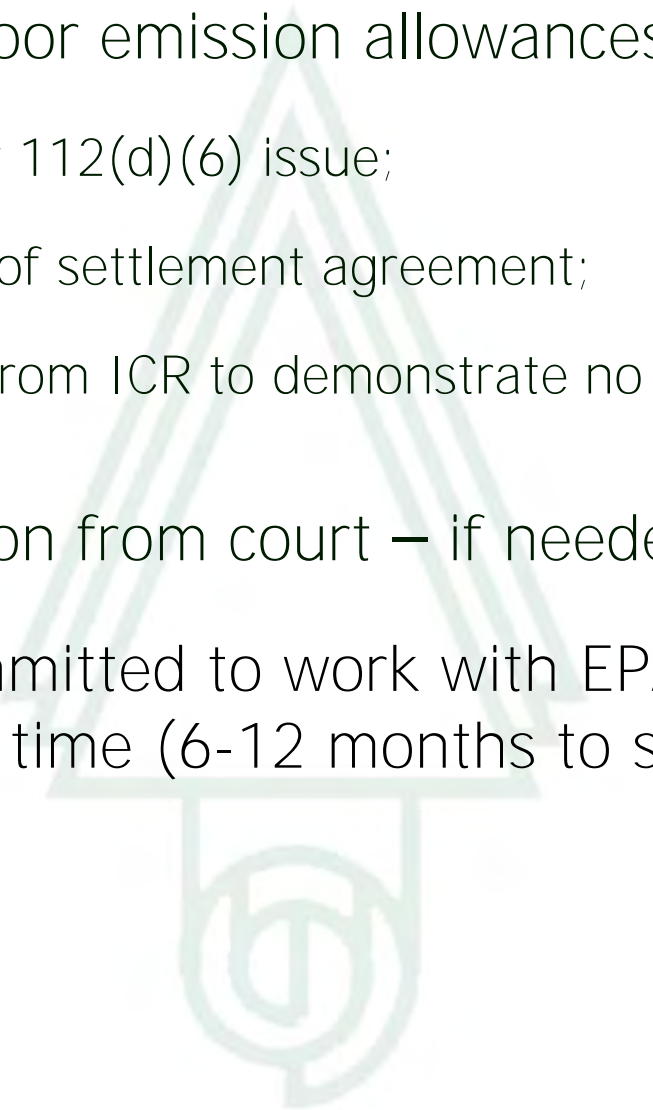 oor emission allowances
112(d)(6) issue;
of settlement agreement;
rom ICR to demonstrate no
on from court – if neede
mitted to work with EPA
time (6-12 months to s